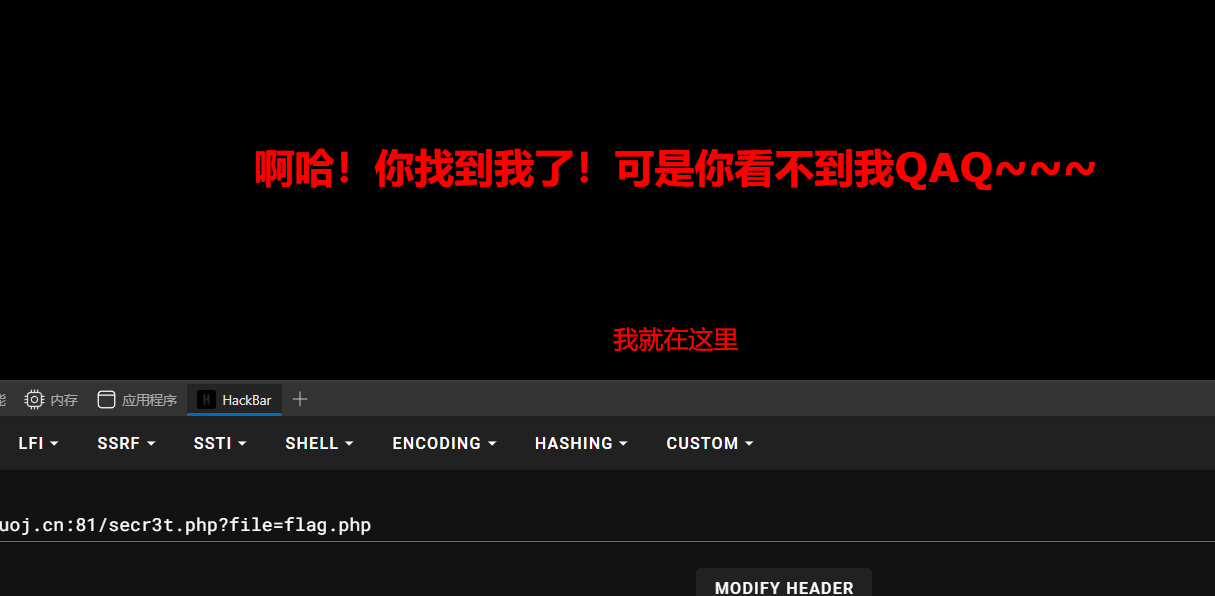 啊哈！你找到我了！可是你看不到我QAQ~~~
我就在这里
能 内存 应用程序 HackBar
LFI SSRF SSTI SHELL ENCODING HASHING CUSTOM
uoj.cn:81/secr3t.php?file=flag.php
MODIFY HEADER